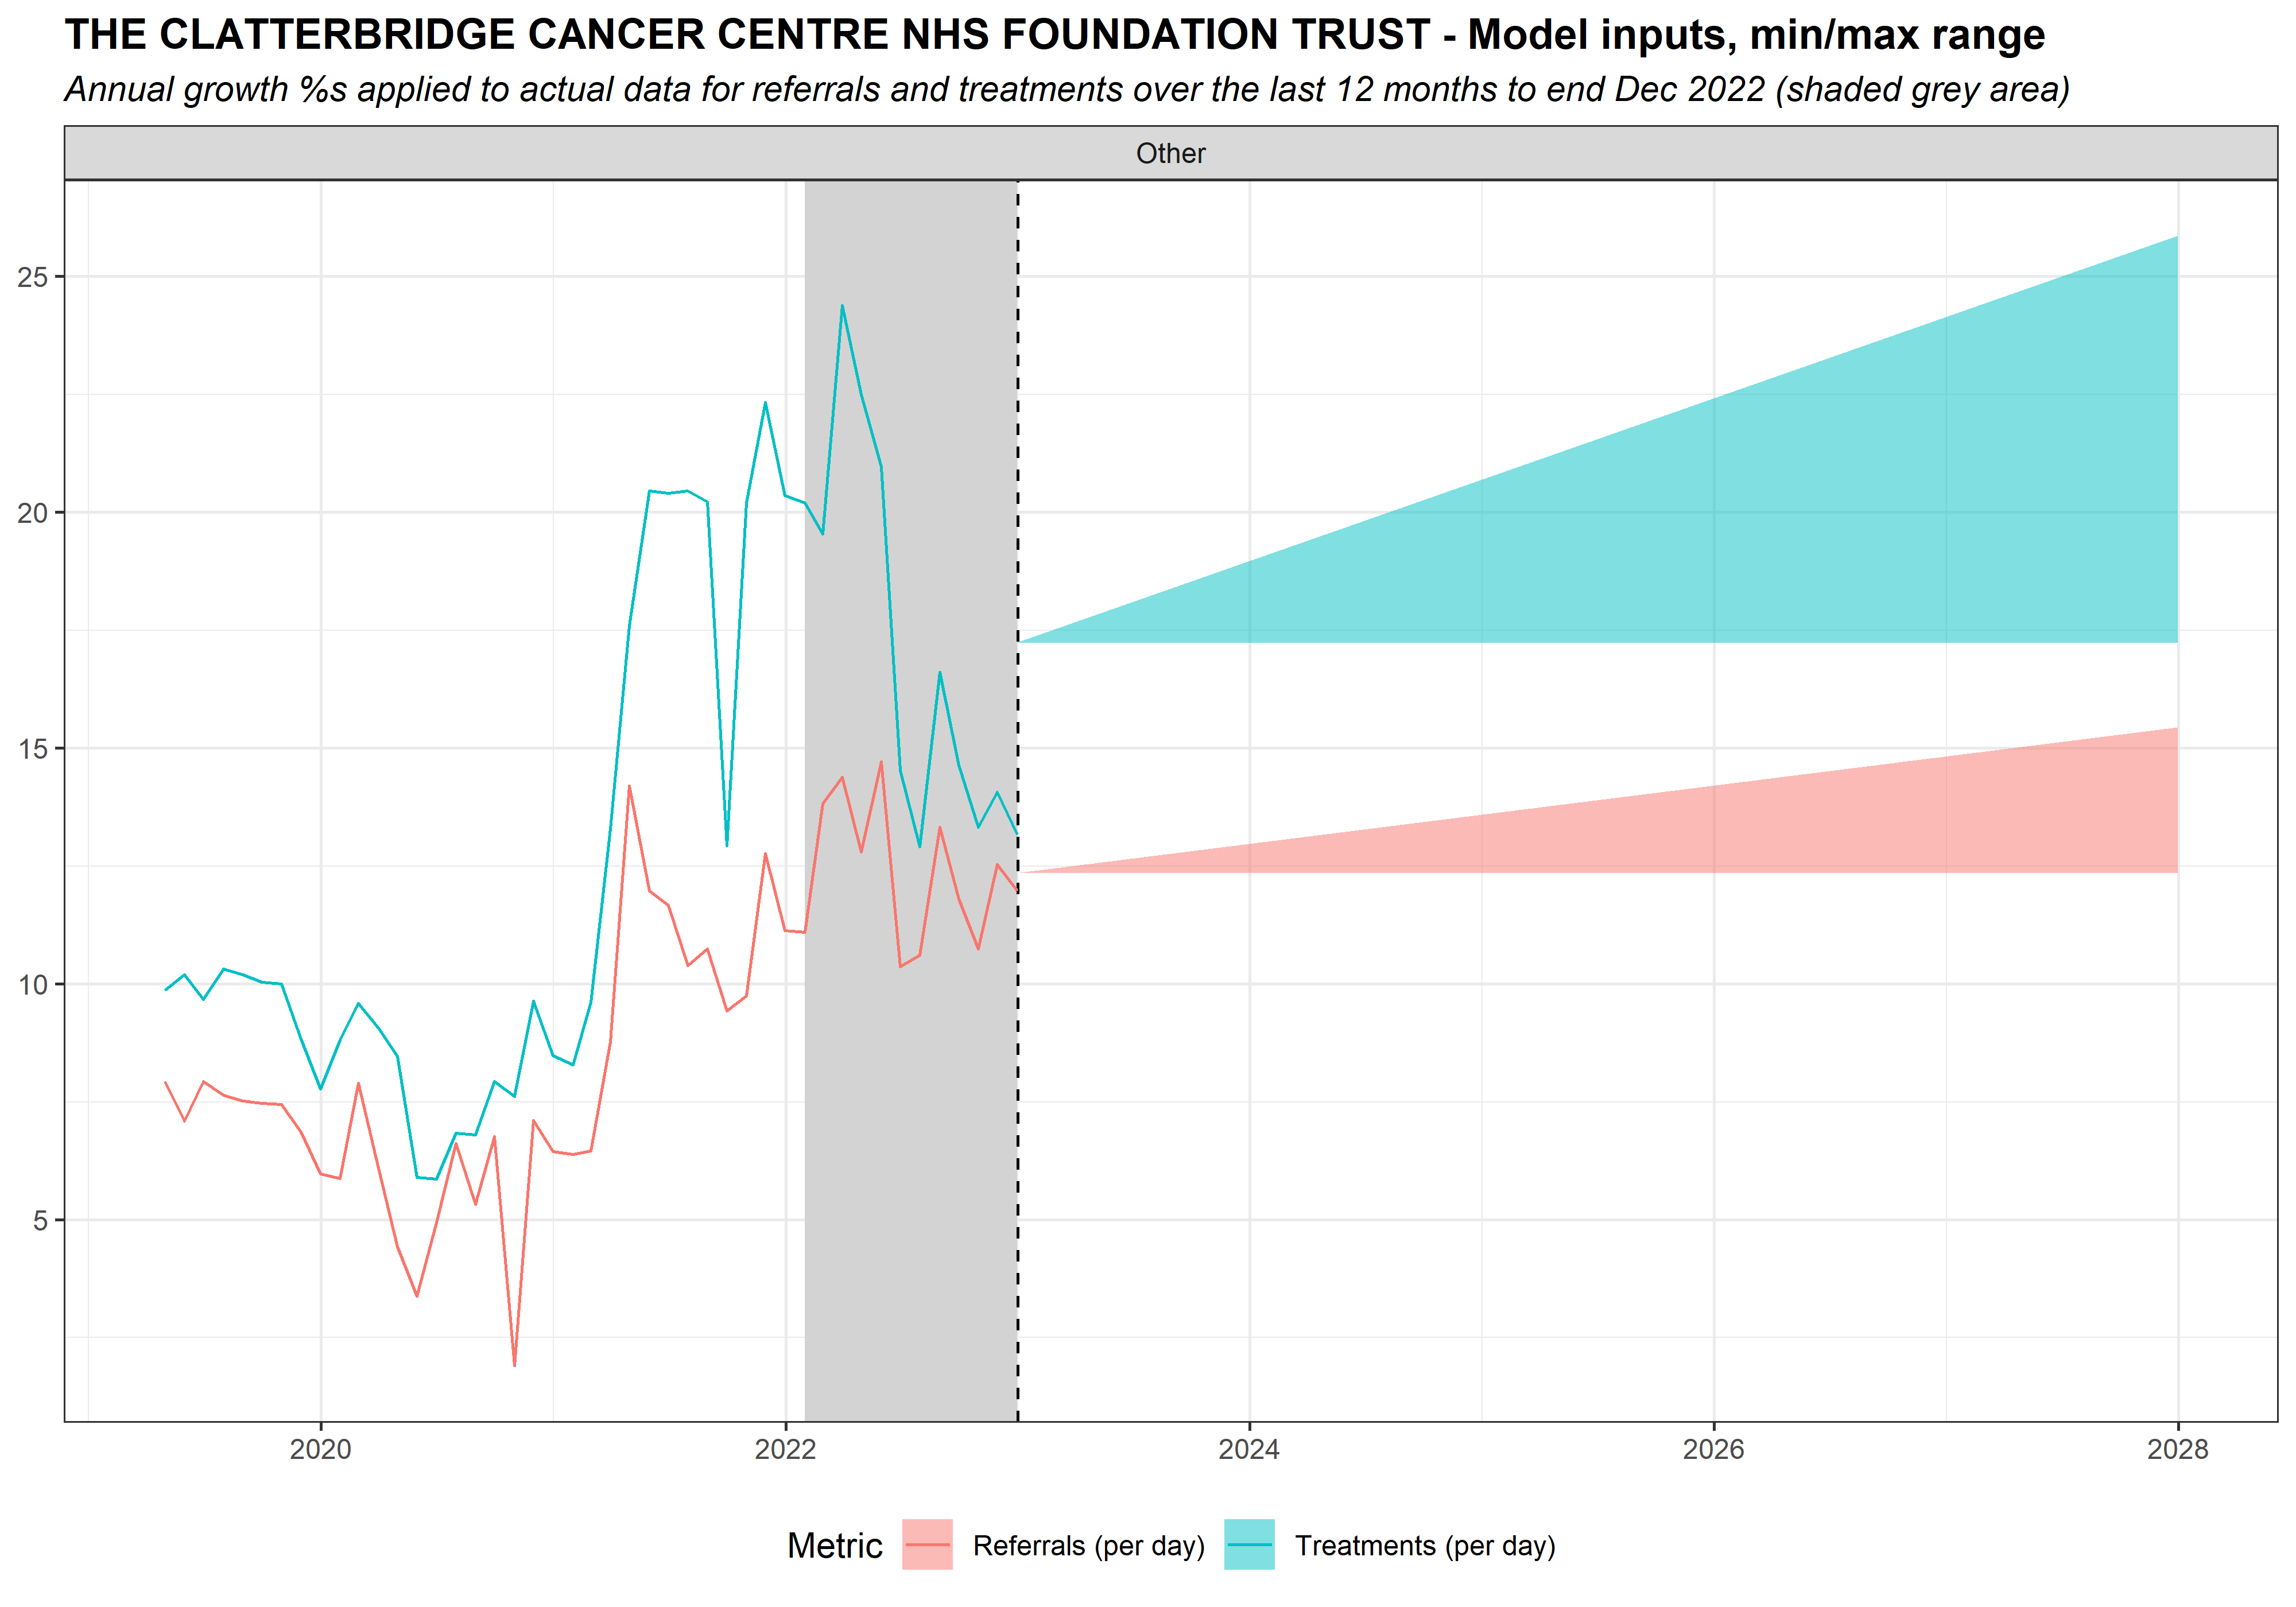 THE CLATTERBRIDGE CANCER CENTRE NHS FOUNDATION TRUST - Model inputs, min/max range
Annual growth %s applied to actual data for referrals and treatments over the last 12 months to end Dec 2022 (shaded grey area)
Other
25
20
15
10
5
2020 2022 2024 2026 2028
Metric Referrals (per day) Treatments (per day)